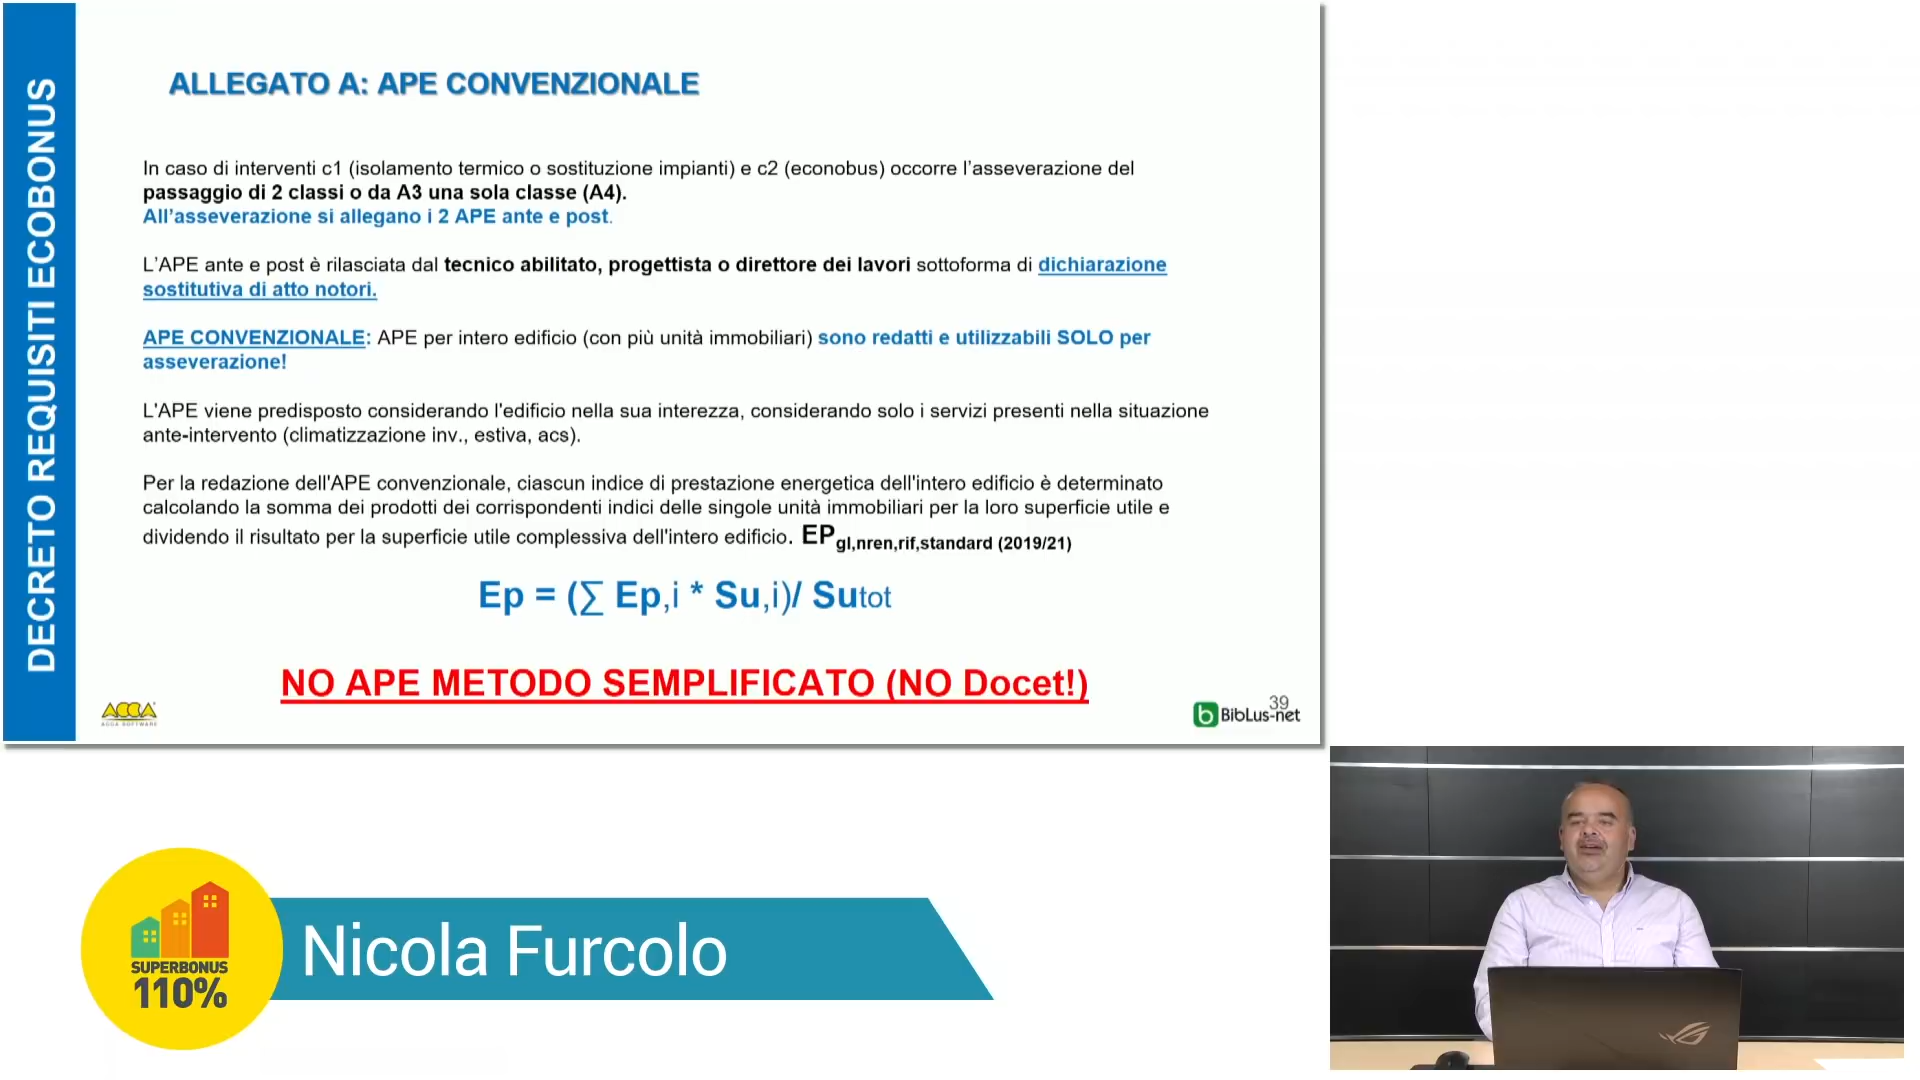 DECRETO REQUISITI ECOBONUS
ALLEGATO A: APE CONVENZIONALE
In caso di interventi c1 (isolamento termico o sostituzione impianti) e c2 (econobus) occorre l'asseverazione del
passaggio di 2 classi o da A3 una sola classe (A4).
All'asseverazione si allegano i 2 APE ante e post.
L'APE ante e post è rilasciata dal tecnico abilitato, progettista o direttore dei lavori sottoforma di dichiarazione
sostitutiva di atto notori.
APE CONVENZIONALE: APE per intero edificio (con più unità immobiliari) sono redatti e utilizzabili SOLO per
asseverazione!
L'APE viene predisposto considerando l'edificio nella sua interezza, considerando solo i servizi presenti nella situazione
ante-intervento (climatizzazione inv., estiva, acs).
Per la redazione dell'APE convenzionale, ciascun indice di prestazione energetica dell'intero edificio è determinato
calcolando la somma dei prodotti dei corrispondenti indici delle singole unità immobiliari per la loro superficie utile e
dividendo il risultato per la superficie utile complessiva dell'intero edificio. EPgl,nren,rif,standard (2019/21)
Ep = (∑ Ep,i * Su,i)/ Sutot
NO APE METODO SEMPLIFICATO (NO Docet!)
ACCA
ACCA SOFTWARE
39
b BibLus-net
SUPERBONUS
110%
Nicola Furcolo